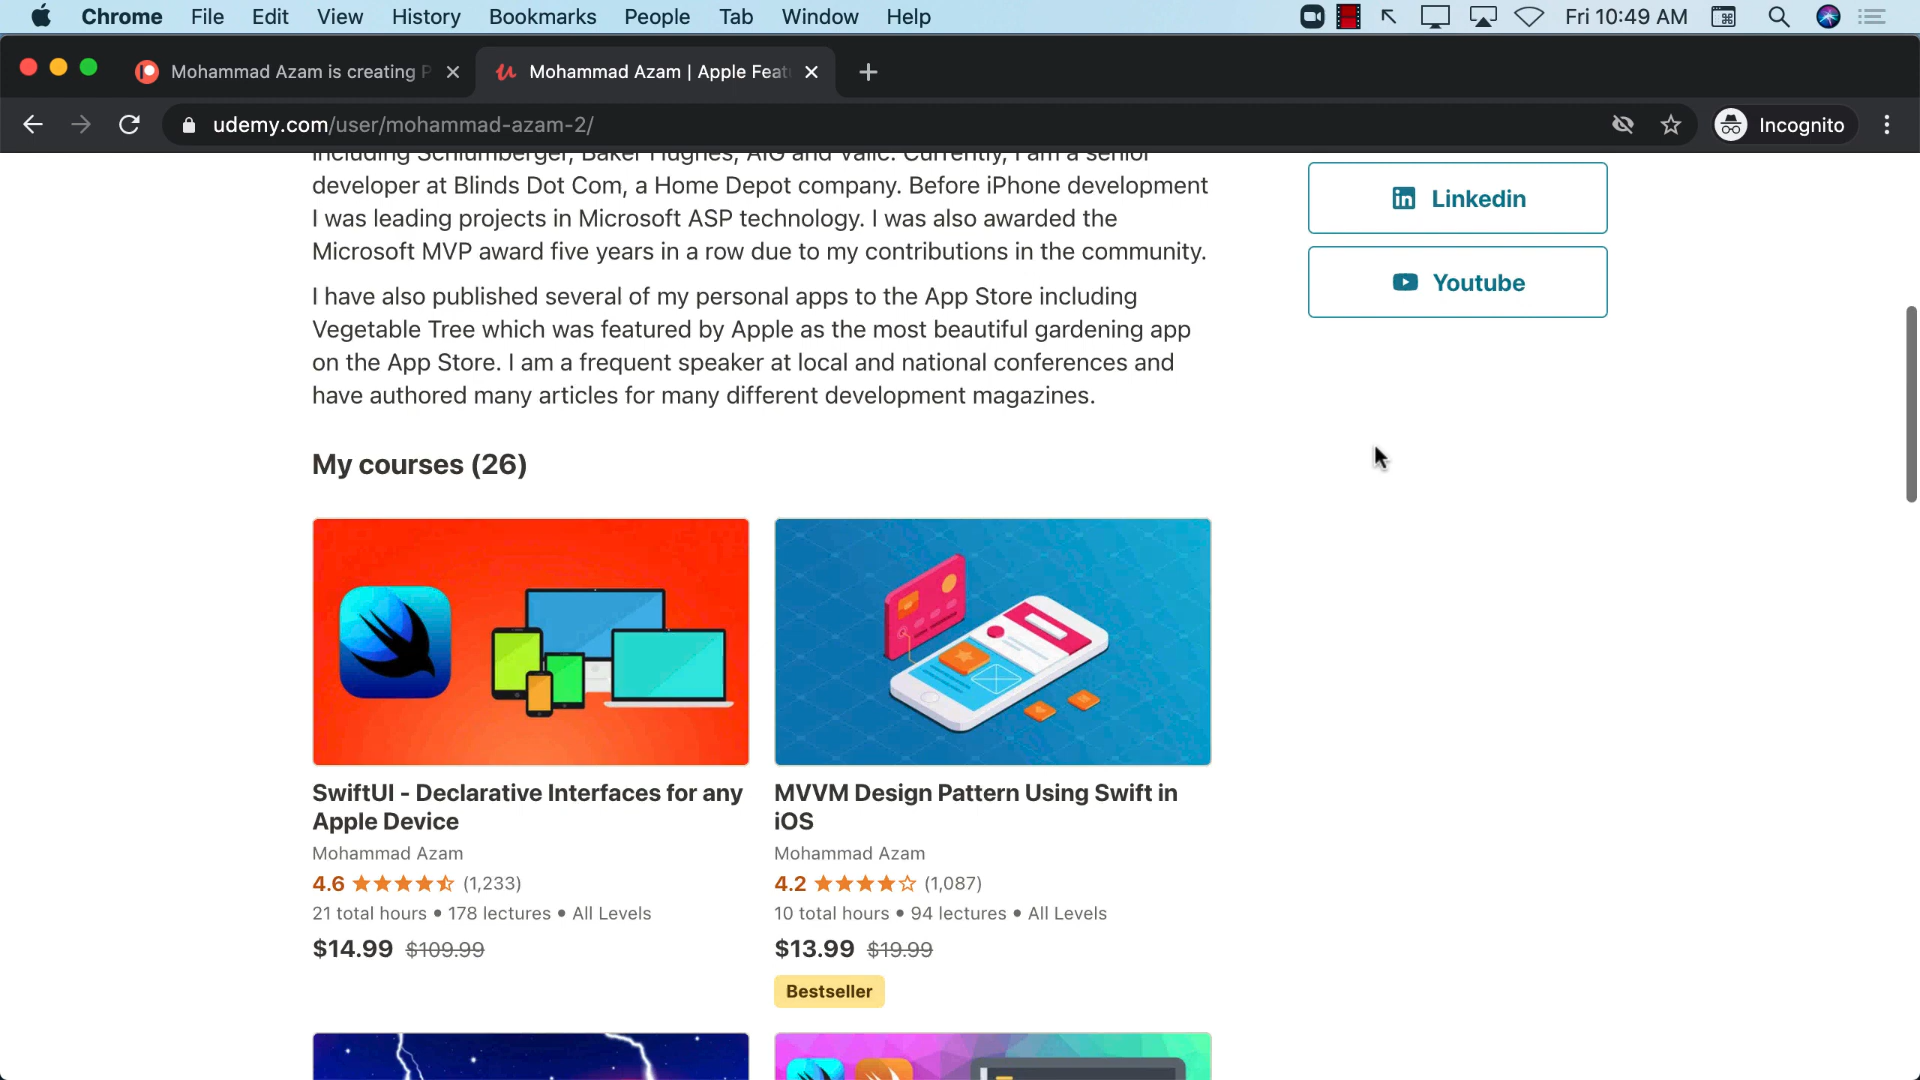 Chrome File Edit View History Bookmarks People Tab Window Help Fri 10:49 AM
Mohammad Azam is creating P Mohammad Azam | Apple Feat
udemy.com/user/mohammad-azam-2/ Incognito
including Schlumberger, Baker Hughes, AIG and Valic. Currently, I am a senior
developer at Blinds Dot Com, a Home Depot company. Before iPhone development
I was leading projects in Microsoft ASP technology. I was also awarded the
Microsoft MVP award five years in a row due to my contributions in the community.
I have also published several of my personal apps to the App Store including
Vegetable Tree which was featured by Apple as the most beautiful gardening app
on the App Store. I am a frequent speaker at local and national conferences and
have authored many articles for many different development magazines.
Linkedin
Youtube
My courses (26)
SwiftUI - Declarative Interfaces for any
Apple Device
Mohammad Azam
4.6 (1,233)
21 total hours • 178 lectures • All Levels
$14.99 $109.99
MVVM Design Pattern Using Swift in
iOS
Mohammad Azam
4.2 (1,087)
10 total hours • 94 lectures • All Levels
$13.99 $19.99
Bestseller